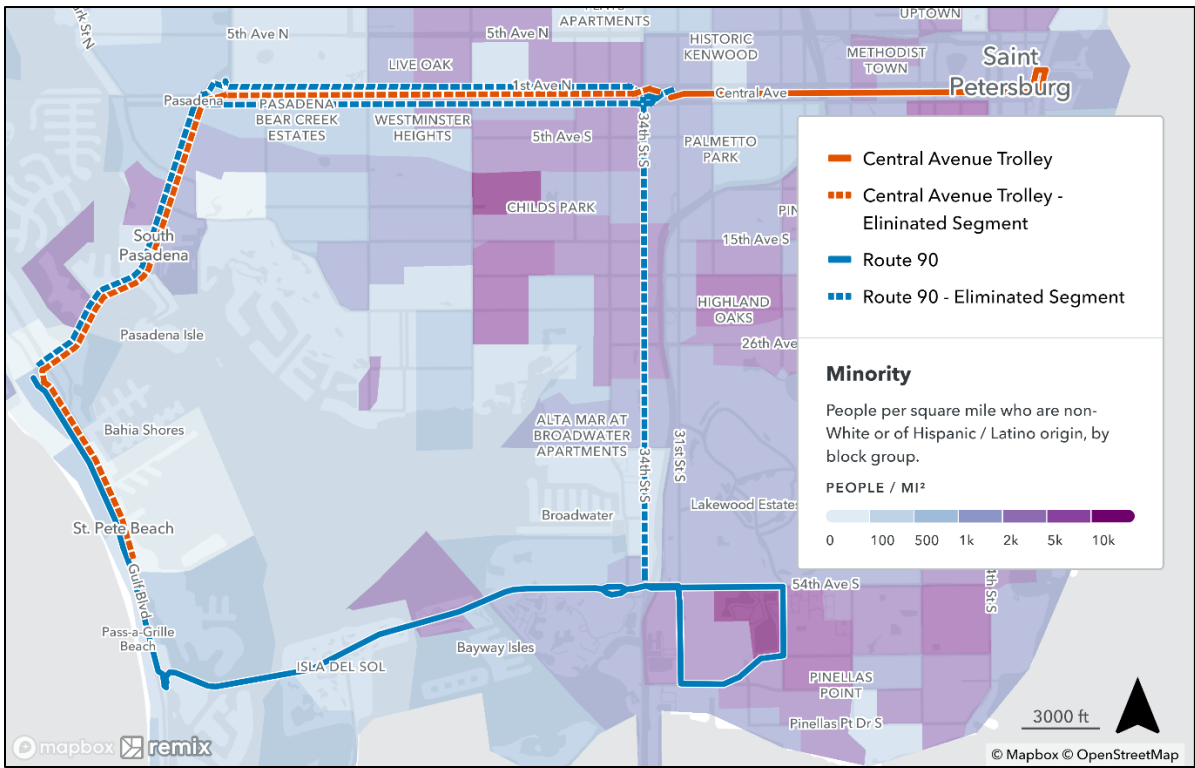 rk St N
5th Ave N
5th Ave N
APARTMENTS
UPTOWN
HISTORIC
KENWOOD
METHODIST
TOWN
Saint
Petersburg
LIVE OAK
1st Ave N
Central Ave
Pasadena
PASADENA
BEAR CREEK
ESTATES
WESTMINSTER
HEIGHTS
5th Ave S
34th St S
PALMETTO
PARK
CHILDS PARK
PIN
15th Ave S
South
Pasadena
HIGHLAND
OAKS
26th Ave
Pasadena Isle
ALTA MAR AT
BROADWATER
APARTMENTS
Bahia Shores
31st St S
34th St S
Lakewood Estates
Broadwater
St. Pete Beach
Gulf Blvd
54th Ave S
4th St S
Pass-a-Grille
Beach
Bayway Isles
ISLA DEL SOL
PINELLAS
POINT
Pinellas Pt Dr S
Central Avenue Trolley
Central Avenue Trolley -
Elininated Segment
Route 90
Route 90 - Eliminated Segment
Minority
People per square mile who are non-
White or of Hispanic / Latino origin, by
block group.
PEOPLE / MI²
0 100 500 1k 2k 5k 10k
3000 ft
mapbox remix
© Mapbox © OpenStreetMap